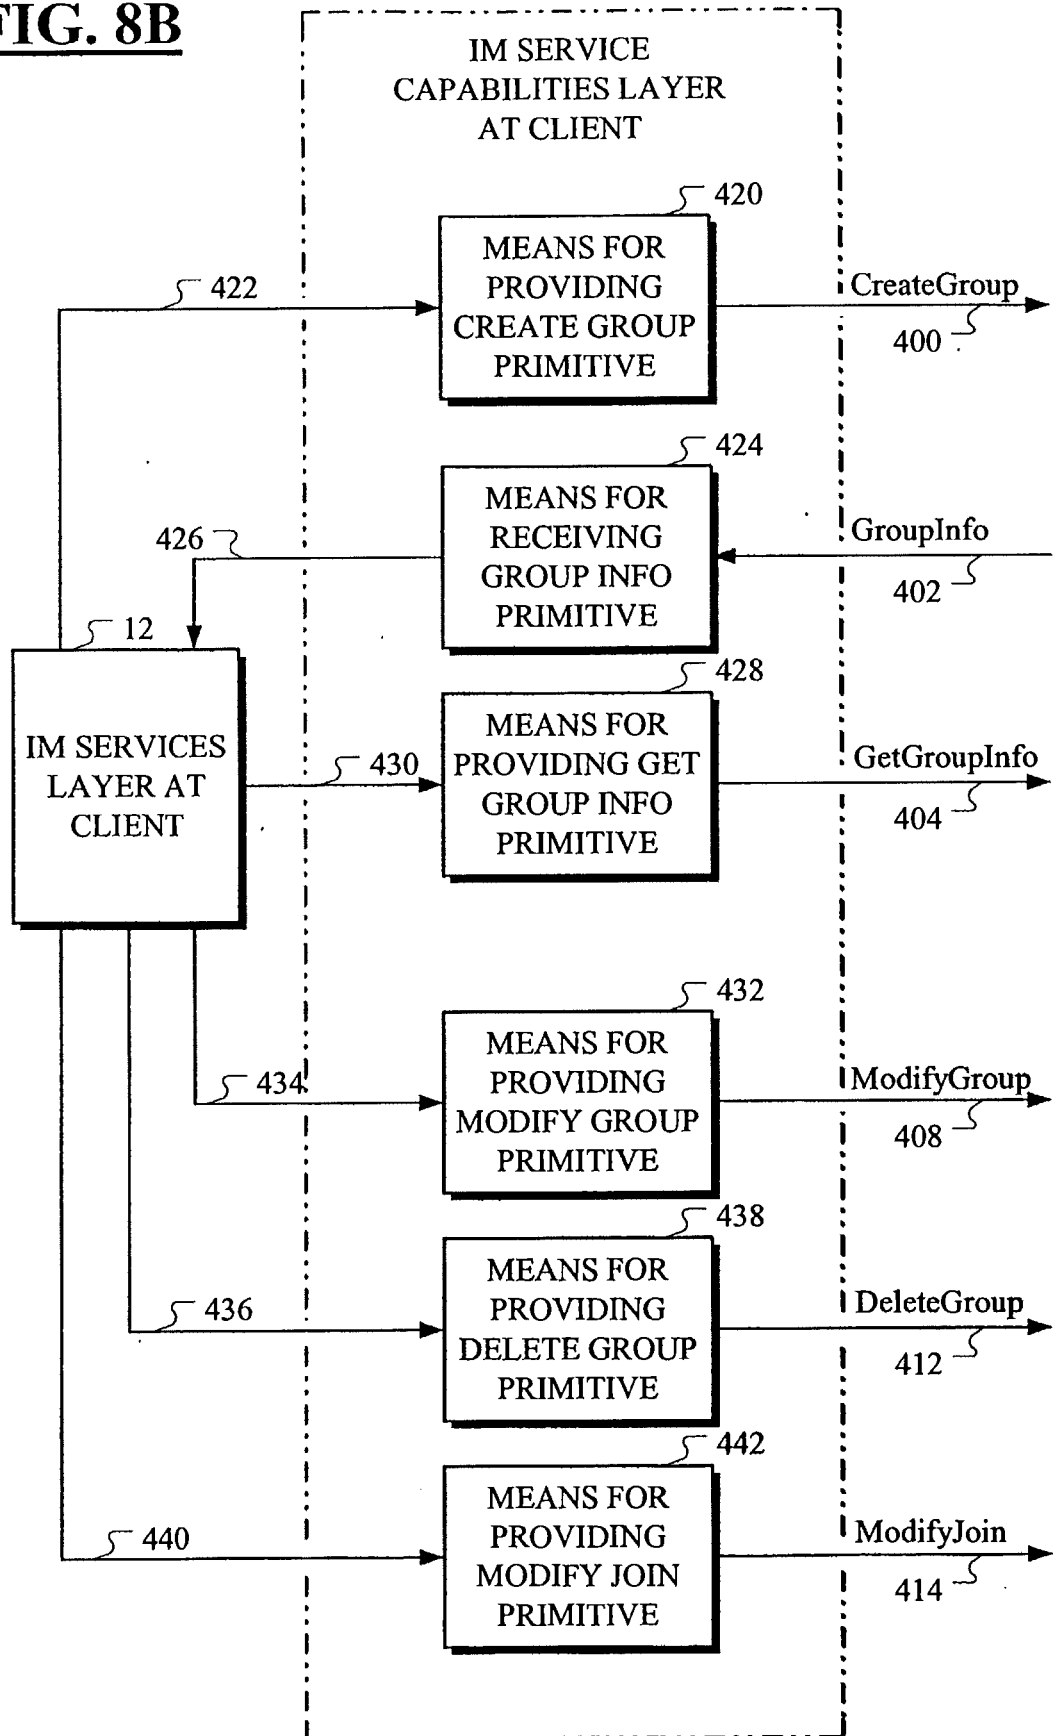 FIG. 8B
IM SERVICE
CAPABILITIES LAYER
AT CLIENT
420
MEANS FOR
PROVIDING
CREATE GROUP
PRIMITIVE
422
CreateGroup
400
424
MEANS FOR
RECEIVING
GROUP INFO
PRIMITIVE
426
GroupInfo
402
12
IM SERVICES
LAYER AT
CLIENT
428
MEANS FOR
PROVIDING GET
GROUP INFO
PRIMITIVE
430
GetGroupInfo
404
432
MEANS FOR
PROVIDING
MODIFY GROUP
PRIMITIVE
434
ModifyGroup
408
438
MEANS FOR
PROVIDING
DELETE GROUP
PRIMITIVE
436
DeleteGroup
412
442
MEANS FOR
PROVIDING
MODIFY JOIN
PRIMITIVE
440
ModifyJoin
414